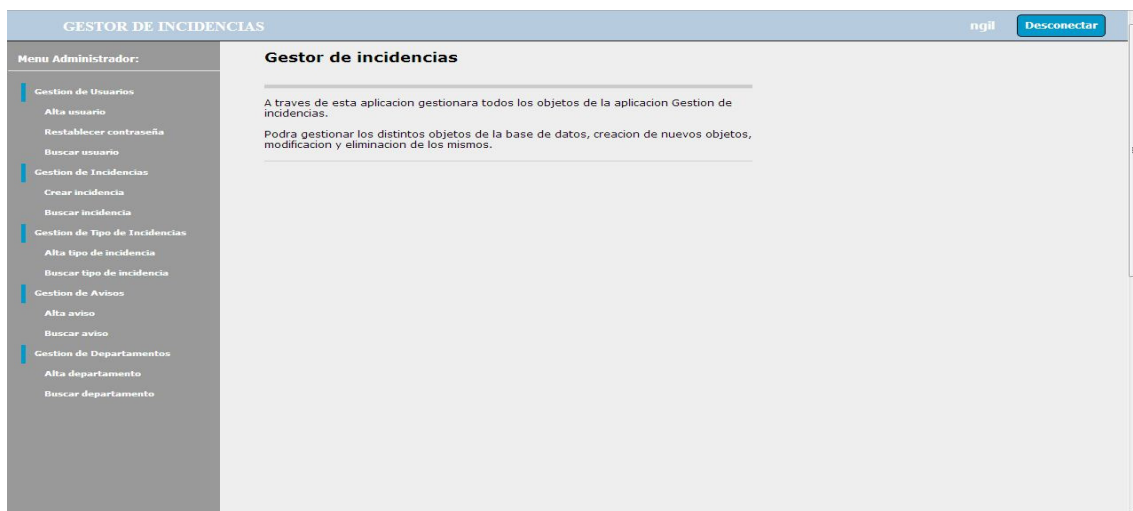 GESTOR DE INCIDENCIAS
ngil
Desconectar
Menu Administrador:
Gestion de Usuarios
Alta usuario
Restablecer contraseña
Buscar usuario
Gestion de Incidencias
Crear incidencia
Buscar incidencia
Gestion de Tipo de Incidencias
Alta tipo de incidencia
Buscar tipo de incidencia
Gestion de Avisos
Alta aviso
Buscar aviso
Gestion de Departamentos
Alta departamento
Buscar departamento
Gestor de incidencias
A traves de esta aplicacion gestionara todos los objetos de la aplicacion Gestion de
incidencias.
Podra gestionar los distintos objetos de la base de datos, creacion de nuevos objetos,
modificacion y eliminacion de los mismos.